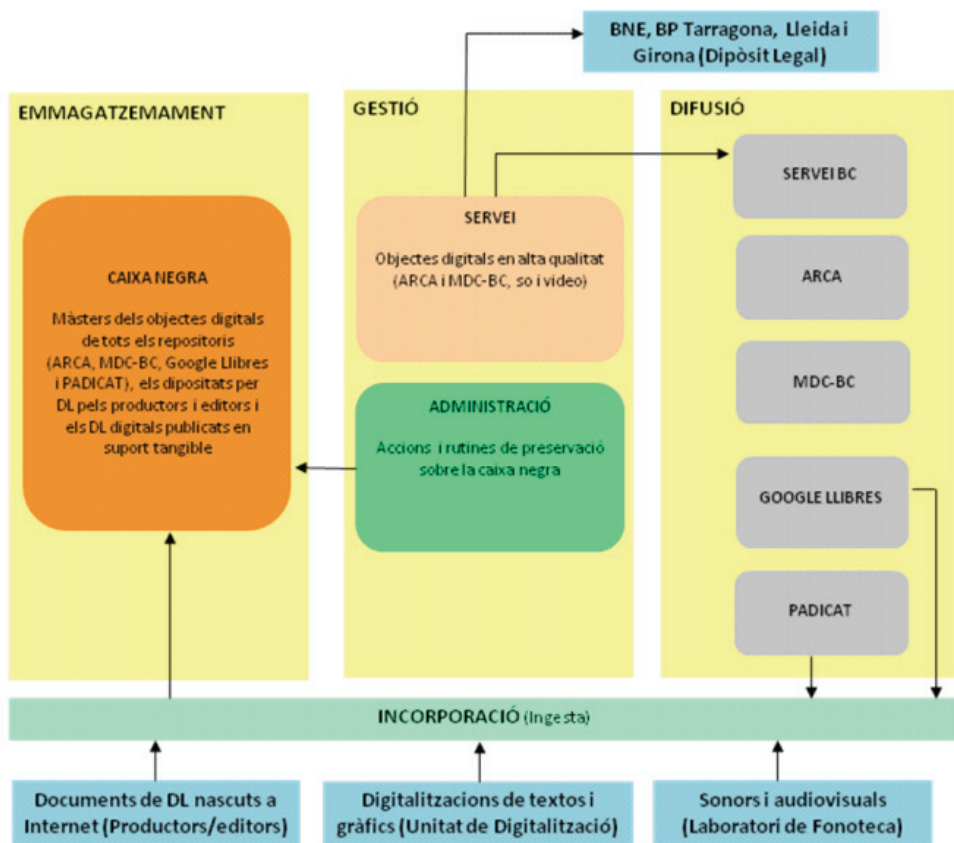 BNE, BP Tarragona, Lleida i
Girona (Dipòsit Legal)
EMMAGATZEMAMENT
CAIXA NEGRA
Màsters dels objectes digitals
de tots els repositoris
(ARCA, MDC-BC, Google Llibres
i PADICAT), els dipositats per
DL pels productors i editors i
els DL digitals publicats en
suport tangible
GESTIÓ
SERVEI
Objectes digitals en alta qualitat
(ARCA i MDC-BC, so i video)
ADMINISTRACIÓ
Accions i rutines de preservació
sobre la caixa negra
DIFUSIÓ
SERVEI BC
ARCA
MDC-BC
GOOGLE LLIBRES
PADICAT
INCORPORACIÓ (Ingesta)
Documents de DL nascuts a
Internet (Productors/editors)
Digitalitzacions de textos i
gràfics (Unitat de Digitalització)
Sonors i audiovisuals
(Laboratori de Fonoteca)